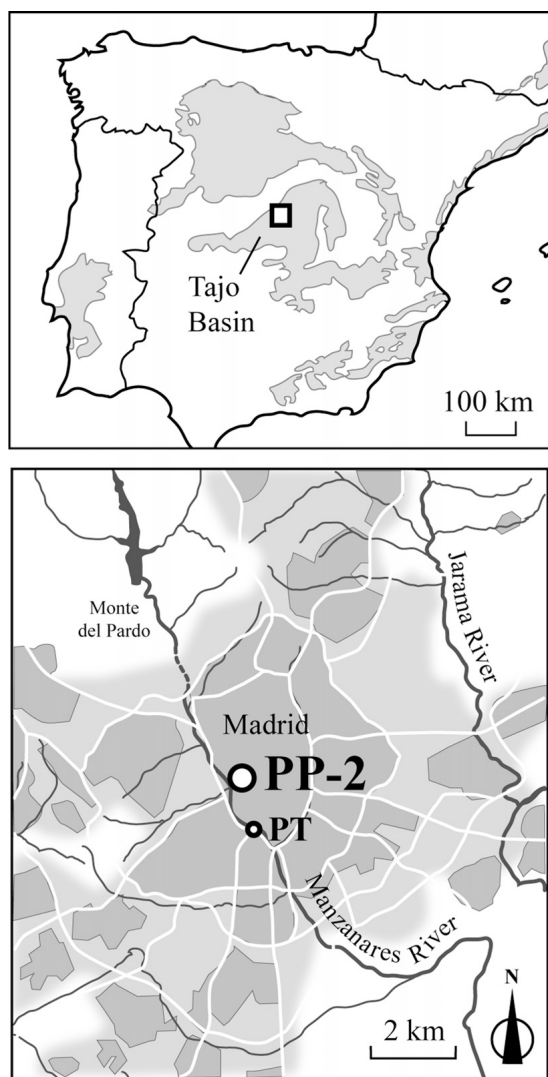 Tajo
Basin
100 km
Monte
del Pardo
Jarama River
Madrid
PP-2
PT
Manzanares River
2 km
N